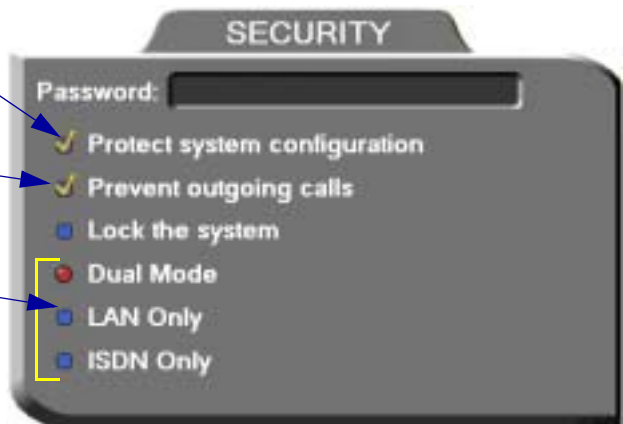 SECURITY
Password:
Protect system configuration
Prevent outgoing calls
Lock the system
Dual Mode
LAN Only
ISDN Only